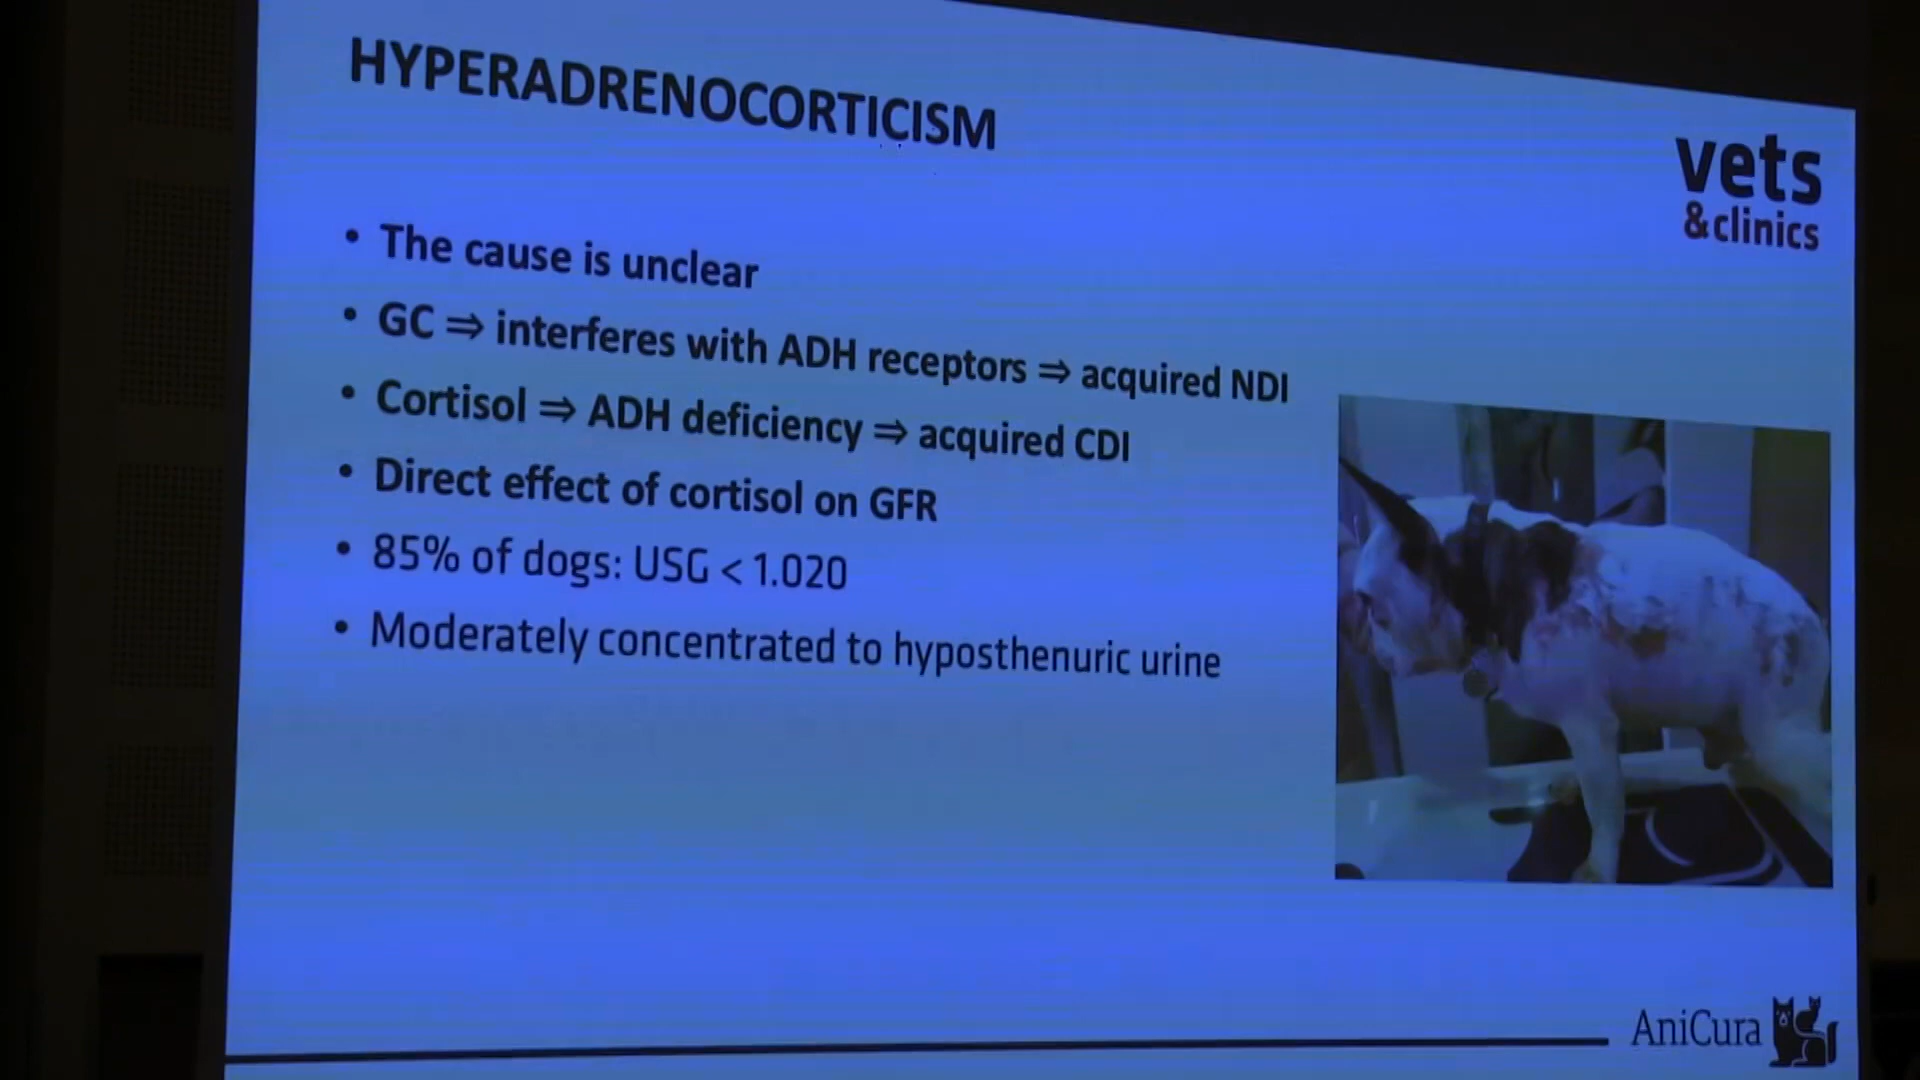 HYPERADRENOCORTICISM
vets
&clinics
• The cause is unclear
• GC ⇒ interferes with ADH receptors ⇒ acquired NDI
• Cortisol ⇒ ADH deficiency ⇒ acquired CDI
• Direct effect of cortisol on GFR
• 85% of dogs: USG < 1.020
• Moderately concentrated to hyposthenuric urine
AniCura